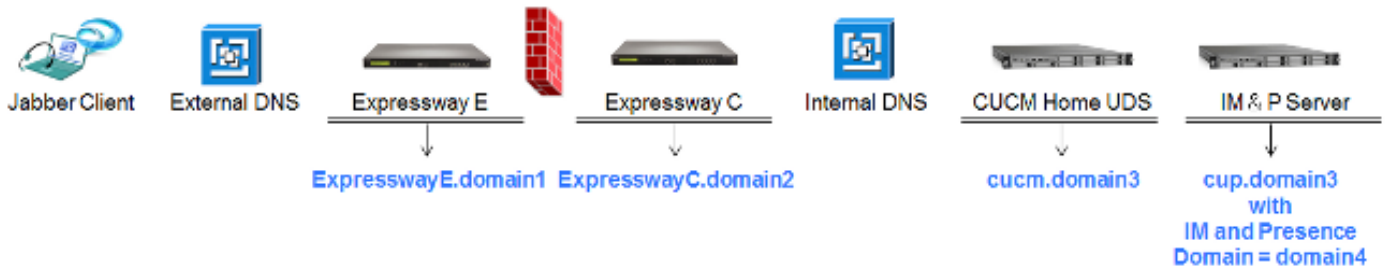 Jabber Client
External DNS
Expressway E
Expressway C
Internal DNS
CUCM Home UDS
IM & P Server
ExpresswayE.domain1
ExpresswayC.domain2
cucm.domain3
cup.domain3
with
IM and Presence
Domain = domain4